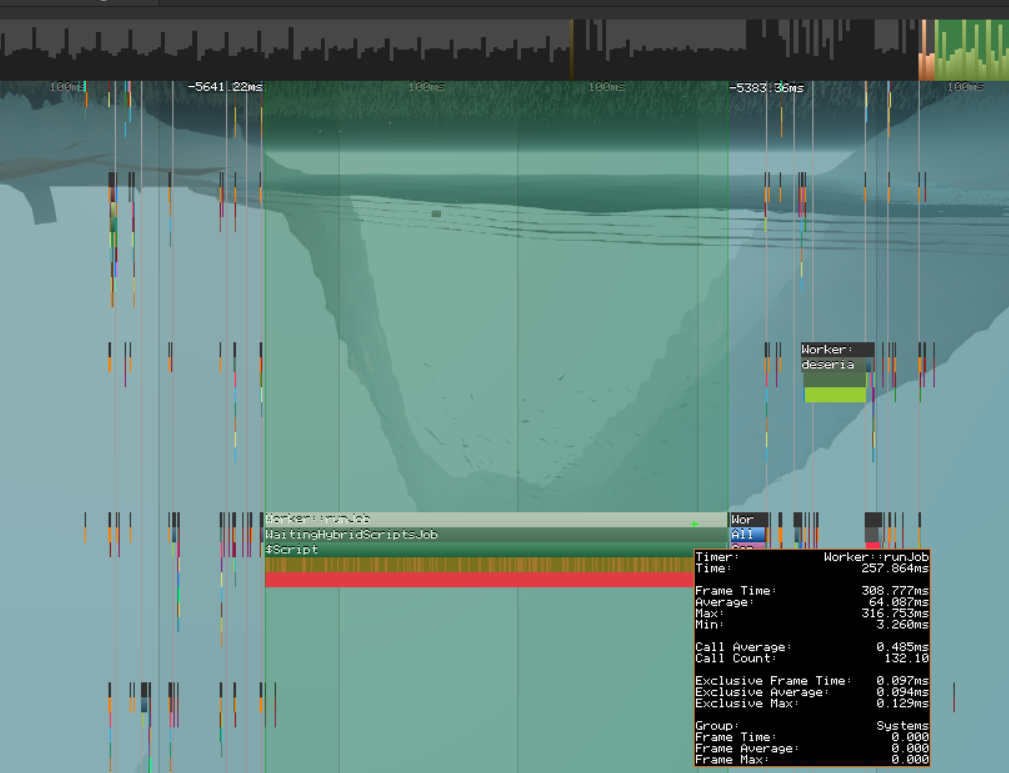 100ms -5641.22ms 100ms 100ms -5383.36ms 100ms
Worker:
deseria
Worker::runJob Wor
WaitingHybridScriptsJob All
$Script
Timer: Worker::runJob
Time: 257.864ms
Frame Time: 308.777ms
Average: 64.087ms
Max: 316.753ms
Min: 3.260ms
Call Average: 0.485ms
Call Count: 132.10
Exclusive Frame Time: 0.097ms
Exclusive Average: 0.094ms
Exclusive Max: 0.129ms
Group: Systems
Frame Time: 0.000
Frame Average: 0.000
Frame Max: 0.000